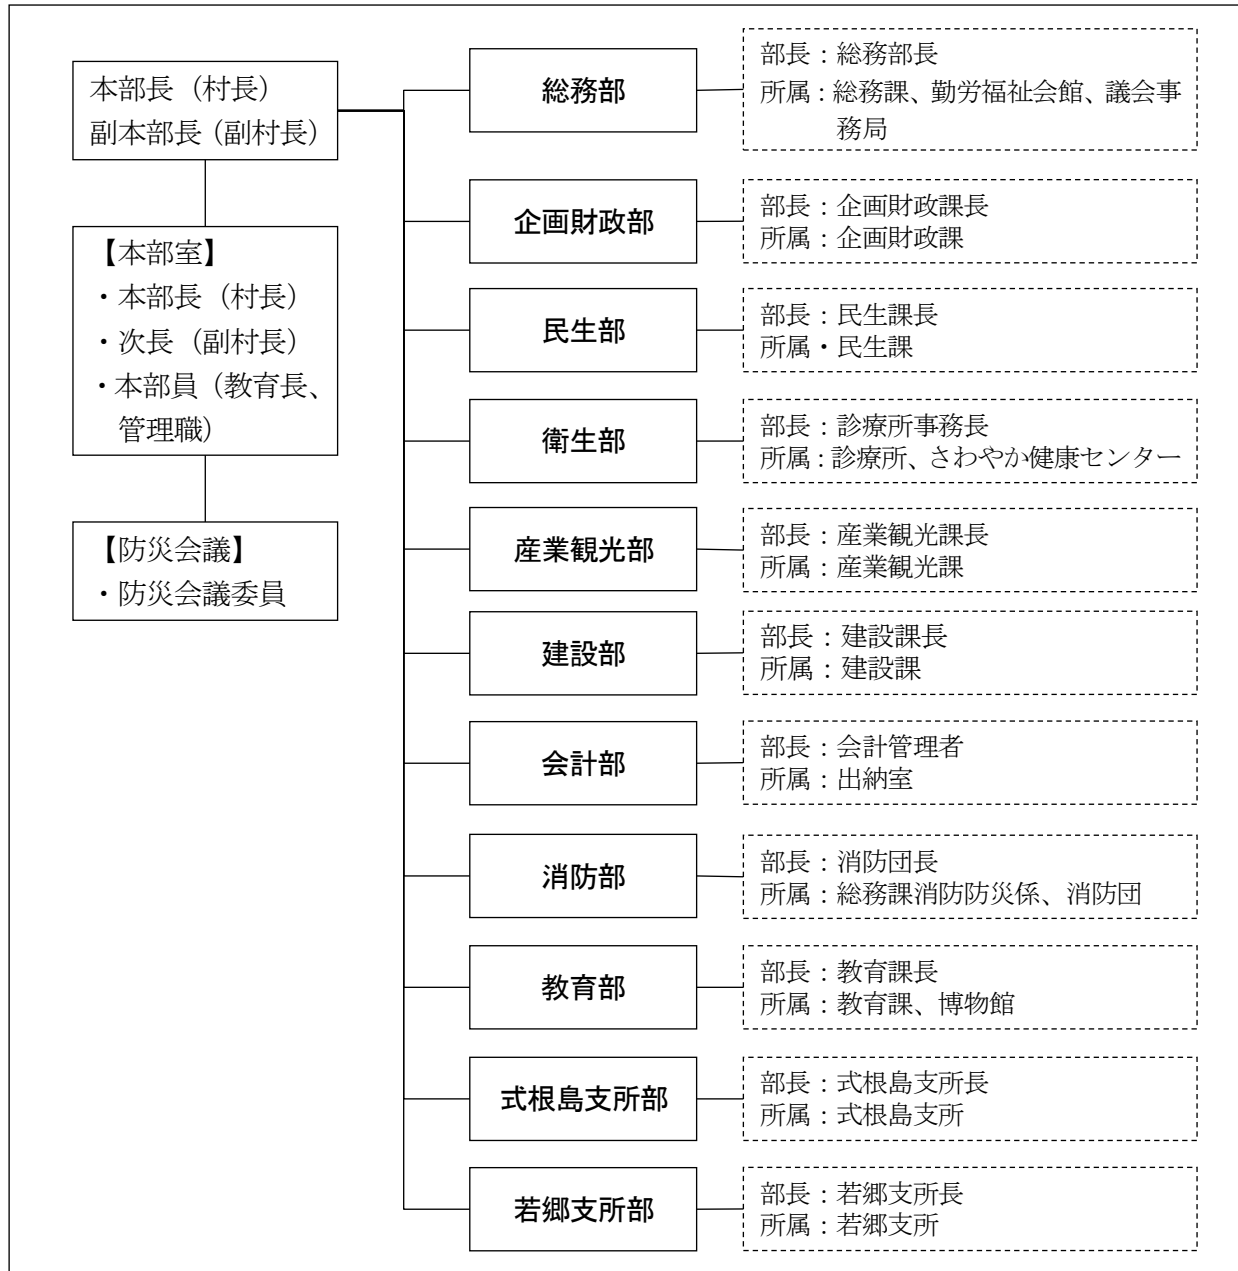 本部長（村長）
副本部長（副村長）
【本部室】
・本部長（村長）
・次長（副村長）
・本部員（教育長、
管理職）
【防災会議】
・防災会議委員
総務部
部長：総務部長
所属：総務課、勤労福祉会館、議会事
務局
企画財政部
部長：企画財政課長
所属：企画財政課
民生部
部長：民生課長
所属・民生課
衛生部
部長：診療所事務長
所属：診療所、さわやか健康センター
産業観光部
部長：産業観光課長
所属：産業観光課
建設部
部長：建設課長
所属：建設課
会計部
部長：会計管理者
所属：出納室
消防部
部長：消防団長
所属：総務課消防防災係、消防団
教育部
部長：教育課長
所属：教育課、博物館
式根島支所部
部長：式根島支所長
所属：式根島支所
若郷支所部
部長：若郷支所長
所属：若郷支所